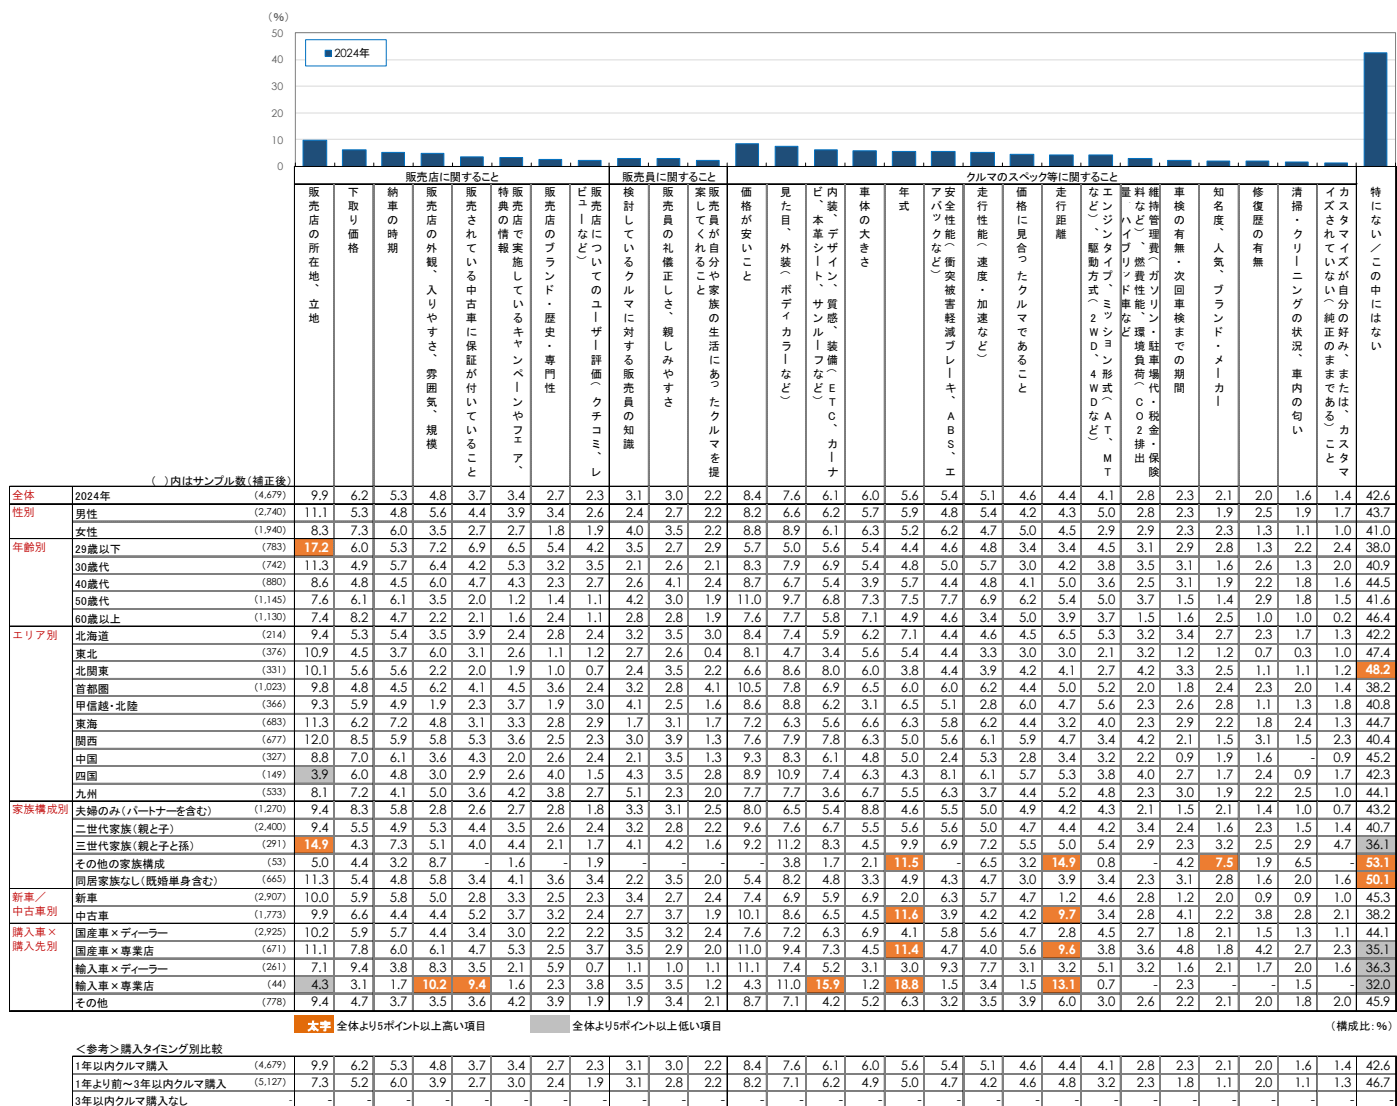 (%)
50
40
30
20
10
0
■2024年
販売店に関すること
販売員に関すること
クルマのスペック等に関すること
販売店の所在地、立地
下取り価格
納車の時期
販売店の外観、入りやすさ、雰囲気、規模
販売されている中古車に保証が付いていること
販売店で実施しているキャンペーンやフェア、特典の情報
販売店のブランド・歴史・専門性
販売店についてのユーザー評価(クチコミ、レビューなど)
検討しているクルマに対する販売員の知識
販売員の礼儀正しさ、親しみやすさ
販売員が自分や家族の生活にあったクルマを提案してくれること
価格が安いこと
見た目、外装(ボディカラーなど)
内装、デザイン、質感、装備(ETC、カーナビ、本革シート、サンルーフなど)
車体の大きさ
年式
安全性能(衝突被害軽減ブレーキ、ABS、エアバックなど)
走行性能(速度・加速など)
価格に見合ったクルマであること
走行距離
エンジンタイプ、ミッション形式(AT、MTなど)、駆動方式(2WD、4WDなど)
維持管理費(ガソリン・駐車場代・税金・保険料など)、燃費性能、環境負荷(CO2排出量、ハイブリッド車など
車検の有無・次回車検までの期間
知名度、人気、ブランド・メーカー
修復歴の有無
清掃・クリーニングの状況、車内の匂い
カスタマイズが自分の好み、または、カスタマイズされていない(純正のままである)こと
特にない/この中にはない
( )内はサンプル数(補正後)
全体 2024年 (4,679) 9.9 6.2 5.3 4.8 3.7 3.4 2.7 2.3 3.1 3.0 2.2 8.4 7.6 6.1 6.0 5.6 5.4 5.1 4.6 4.4 4.1 2.8 2.3 2.1 2.0 1.6 1.4 42.6
性別 男性 (2,740) 11.1 5.3 4.8 5.6 4.4 3.9 3.4 2.6 2.4 2.7 2.2 8.2 6.6 6.2 5.7 5.9 4.8 5.4 4.2 4.3 5.0 2.8 2.3 1.9 2.5 1.9 1.7 43.7
女性 (1,940) 8.3 7.3 6.0 3.5 2.7 2.7 1.8 1.9 4.0 3.5 2.2 8.8 8.9 6.1 6.3 5.2 6.2 4.7 5.0 4.5 2.9 2.9 2.3 2.3 1.3 1.1 1.0 41.0
年齢別 29歳以下 (783) 17.2 6.0 5.3 7.2 6.9 6.5 5.4 4.2 3.5 2.7 2.9 5.7 5.0 5.6 5.4 4.4 4.6 4.8 3.4 3.4 4.5 3.1 2.9 2.8 1.3 2.2 2.4 38.0
30歳代 (742) 11.3 4.9 5.7 6.4 4.2 5.3 3.2 3.5 2.1 2.6 2.1 8.3 7.9 6.9 5.4 4.8 5.0 5.7 3.0 4.2 3.8 3.5 3.1 1.6 2.6 1.3 2.0 40.9
40歳代 (880) 8.6 4.8 4.5 6.0 4.7 4.3 2.3 2.7 2.6 4.1 2.4 8.7 6.7 5.4 3.9 5.7 4.4 4.8 4.1 5.0 3.6 2.5 3.1 1.9 2.2 1.8 1.6 44.5
50歳代 (1,145) 7.6 6.1 6.1 3.5 2.0 1.2 1.4 1.1 4.2 3.0 1.9 11.0 9.7 6.8 7.3 7.5 7.7 6.9 6.2 5.4 5.0 3.7 1.5 1.4 2.9 1.8 1.5 41.6
60歳以上 (1,130) 7.4 8.2 4.7 2.2 2.1 1.6 2.4 1.1 2.8 2.8 1.9 7.6 7.7 5.8 7.1 4.9 4.9 3.4 5.0 3.9 3.7 1.5 1.6 2.5 1.0 1.0 0.2 46.4
エリア別 北海道 (214) 9.4 5.3 5.4 3.5 3.9 2.4 2.8 2.4 3.2 3.5 3.0 8.4 7.4 5.9 6.2 7.1 4.4 4.6 4.5 6.5 5.3 3.2 3.4 2.7 2.3 1.7 1.3 42.2
東北 (376) 10.9 4.5 3.7 6.0 3.1 2.6 1.1 1.2 2.7 2.6 0.4 8.1 4.7 3.4 5.6 5.4 4.4 3.3 3.0 3.0 2.1 3.2 1.2 1.2 0.7 0.3 1.0 47.4
北関東 (331) 10.1 5.6 5.6 2.2 2.0 1.9 1.0 0.7 2.4 3.5 2.2 6.6 8.6 8.0 6.0 3.8 4.4 3.9 4.2 4.1 2.7 4.2 3.3 2.5 1.1 1.1 1.2 48.2
首都圏 (1,023) 9.8 4.8 4.5 6.2 4.1 4.5 3.6 2.4 3.2 2.8 4.1 10.5 7.8 6.9 6.5 6.0 6.0 6.2 4.4 5.0 5.2 2.0 1.8 2.4 2.3 2.0 1.4 38.2
甲信越・北陸 (366) 9.3 5.9 4.9 1.9 2.3 3.7 1.9 3.0 4.1 2.5 1.6 8.6 8.8 6.2 3.1 6.5 5.1 2.8 6.0 4.7 5.6 2.3 2.6 2.8 1.1 1.3 1.8 40.8
東海 (683) 11.3 6.2 7.2 4.8 3.1 3.3 2.8 2.9 1.7 3.1 1.7 7.2 6.3 5.6 6.6 6.3 5.8 6.2 4.4 3.2 4.0 2.3 2.9 2.2 1.8 2.4 1.3 44.7
関西 (677) 12.0 8.5 5.9 5.8 5.3 3.6 2.5 2.3 3.0 3.9 1.3 7.6 7.9 7.8 6.3 5.0 5.6 6.1 5.9 4.7 3.4 4.2 2.1 1.5 3.1 1.5 2.3 40.4
中国 (327) 8.8 7.0 6.1 3.6 4.3 2.0 2.6 2.4 2.1 3.5 1.3 9.3 8.3 6.1 4.8 5.0 2.4 5.3 2.8 3.4 3.2 2.2 0.9 1.9 1.6 - 0.9 45.2
四国 (149) 3.9 6.0 4.8 3.0 2.9 2.6 4.0 1.5 4.3 3.5 2.8 8.9 10.9 7.4 6.3 4.3 8.1 6.1 5.7 5.3 3.8 4.0 2.7 1.7 2.4 0.9 1.7 42.3
九州 (533) 8.1 7.2 4.1 5.0 3.6 4.2 3.8 2.7 5.1 2.3 2.0 7.7 7.7 3.6 6.7 5.5 6.3 3.7 4.4 5.2 4.8 2.3 3.0 1.9 2.2 2.5 1.0 44.1
家族構成別 夫婦のみ(パートナーを含む) (1,270) 9.4 8.3 5.8 2.8 2.6 2.7 2.8 1.8 3.3 3.1 2.5 8.0 6.5 5.4 8.8 4.6 5.5 5.0 4.9 4.2 4.3 2.1 1.5 2.1 1.4 1.0 0.7 43.2
二世代家族(親と子) (2,400) 9.4 5.5 4.9 5.3 4.4 3.5 2.6 2.4 3.2 2.8 2.2 9.6 7.6 6.7 5.5 5.6 5.6 5.0 4.7 4.4 4.2 3.4 2.4 1.6 2.3 1.5 1.4 40.7
三世代家族(親と子と孫) (291) 14.9 4.3 7.3 5.1 4.0 4.4 2.1 1.7 4.1 4.2 1.6 9.2 11.2 8.3 4.5 9.9 6.9 7.2 5.5 5.0 5.4 2.9 2.3 3.2 2.5 2.9 4.7 36.1
その他の家族構成 (53) 5.0 4.4 3.2 8.7 - 1.6 - 1.9 - - - - 3.8 1.7 2.1 11.5 - 6.5 3.2 14.9 0.8 - 4.2 7.5 1.9 6.5 - 53.1
同居家族なし(既婚単身含む) (665) 11.3 5.4 4.8 5.8 3.4 4.1 3.6 3.4 2.2 3.5 2.0 5.4 8.2 4.8 3.3 4.9 4.3 4.7 3.0 3.9 3.4 2.3 3.1 2.8 1.6 2.0 1.6 50.1
新車/中古車別 新車 (2,907) 10.0 5.9 5.8 5.0 2.8 3.3 2.5 2.3 3.4 2.7 2.4 7.4 6.9 5.9 6.9 2.0 6.3 5.7 4.7 1.2 4.6 2.8 1.2 2.0 0.9 0.9 1.0 45.3
中古車 (1,773) 9.9 6.6 4.4 4.4 5.2 3.7 3.2 2.4 2.7 3.7 1.9 10.1 8.6 6.5 4.5 11.6 3.9 4.2 4.2 9.7 3.4 2.8 4.1 2.2 3.8 2.8 2.1 38.2
購入車×購入先別 国産車×ディーラー (2,925) 10.2 5.9 5.7 4.4 3.4 3.0 2.2 2.2 3.5 3.2 2.4 7.6 7.2 6.3 6.9 4.1 5.8 5.6 4.7 2.8 4.5 2.7 1.8 2.1 1.5 1.3 1.1 44.1
国産車×専業店 (671) 11.1 7.8 6.0 6.1 4.7 5.3 2.5 3.7 3.5 2.9 2.0 11.0 9.4 7.3 4.5 11.4 4.7 4.0 5.6 9.6 3.8 3.6 4.8 1.8 4.2 2.7 2.3 35.1
輸入車×ディーラー (261) 7.1 9.4 3.8 8.3 3.5 2.1 5.9 0.7 1.1 1.0 1.1 11.1 7.4 5.2 3.1 3.0 9.3 7.7 3.1 3.2 5.1 3.2 1.6 2.1 1.7 2.0 1.6 36.3
輸入車×専業店 (44) 4.3 3.1 1.7 10.2 9.4 1.6 2.3 3.8 3.5 3.5 1.2 4.3 11.0 15.9 1.2 18.8 1.5 3.4 1.5 13.1 0.7 - 2.3 - - 1.5 - 32.0
その他 (778) 9.4 4.7 3.7 3.5 3.6 4.2 3.9 1.9 1.9 3.4 2.1 8.7 7.1 4.2 5.2 6.3 3.2 3.5 3.9 6.0 3.0 2.6 2.2 2.1 2.0 1.8 2.0 45.9
太字 全体より5ポイント以上高い項目 全体より5ポイント以上低い項目 (構成比:%)
<参考>購入タイミング別比較
1年以内クルマ購入 (4,679) 9.9 6.2 5.3 4.8 3.7 3.4 2.7 2.3 3.1 3.0 2.2 8.4 7.6 6.1 6.0 5.6 5.4 5.1 4.6 4.4 4.1 2.8 2.3 2.1 2.0 1.6 1.4 42.6
1年より前~3年以内クルマ購入 (5,127) 7.3 5.2 6.0 3.9 2.7 3.0 2.4 1.9 3.1 2.8 2.2 8.2 7.1 6.2 4.9 5.0 4.7 4.2 4.6 4.8 3.2 2.3 1.8 1.1 2.0 1.1 1.3 46.7
3年以内クルマ購入なし - - - - - - - - - - - - - - - - - - - - - - - - - - - - -